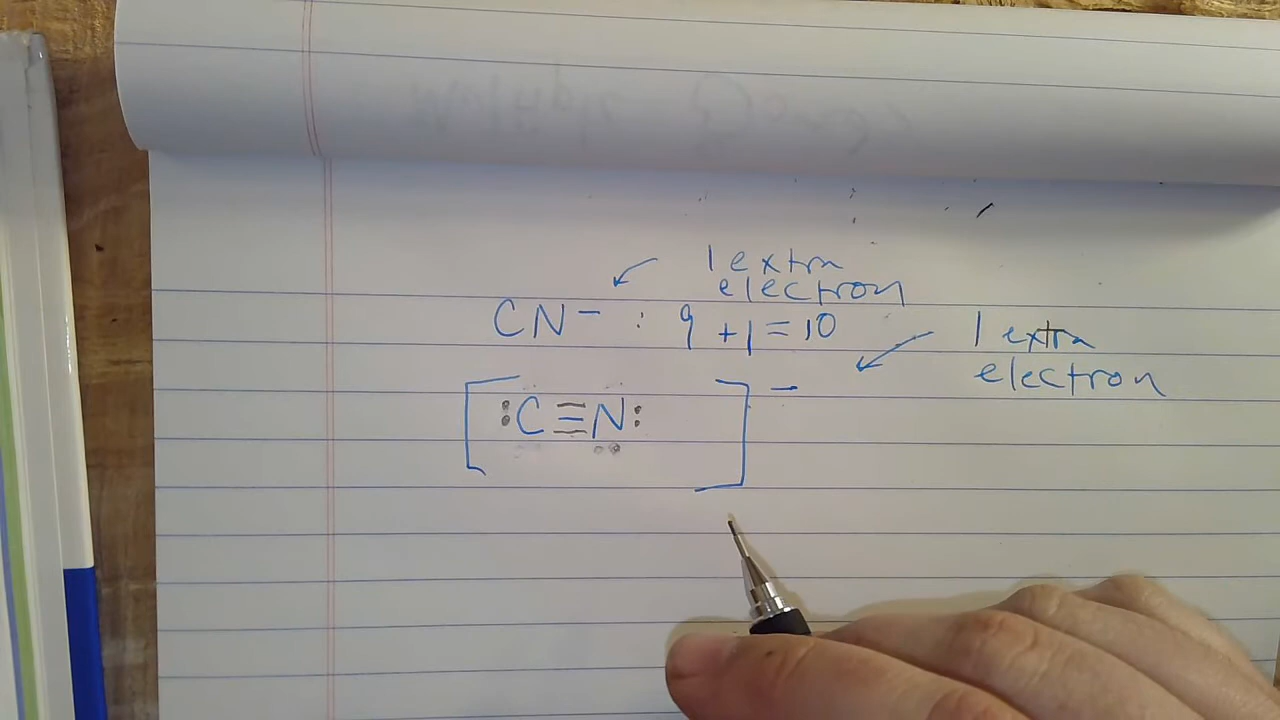 1 extra
electron
CN⁻ : 9 + 1 = 10
1 extra
electron
[:C≡N:]⁻